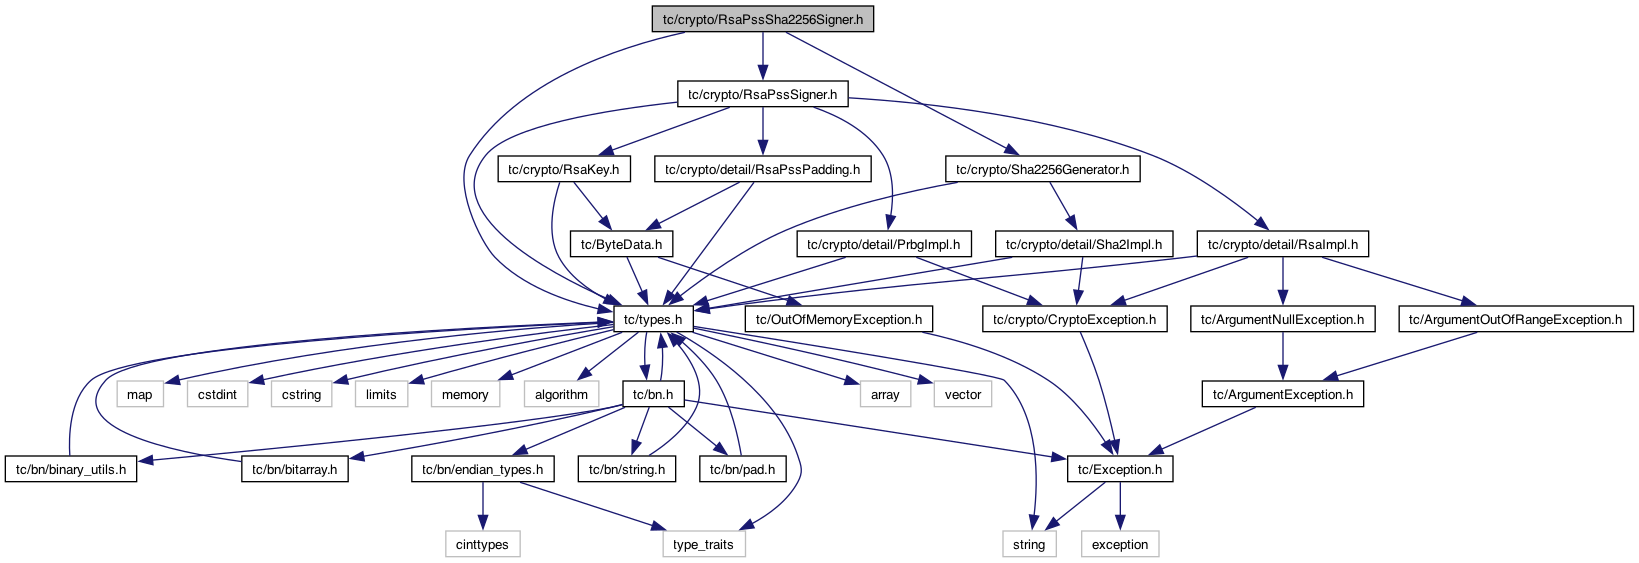 tc/crypto/RsaPssSha2256Signer.h
tc/crypto/RsaPssSigner.h
tc/crypto/RsaKey.h
tc/crypto/detail/RsaPssPadding.h
tc/crypto/Sha2256Generator.h
tc/ByteData.h
tc/crypto/detail/PrbgImpl.h
tc/crypto/detail/Sha2Impl.h
tc/crypto/detail/RsaImpl.h
tc/types.h
tc/OutOfMemoryException.h
tc/crypto/CryptoException.h
tc/ArgumentNullException.h
tc/ArgumentOutOfRangeException.h
map
cstdint
cstring
limits
memory
algorithm
tc/bn.h
array
vector
tc/ArgumentException.h
tc/bn/binary_utils.h
tc/bn/bitarray.h
tc/bn/endian_types.h
tc/bn/string.h
tc/bn/pad.h
tc/Exception.h
cinttypes
type_traits
string
exception